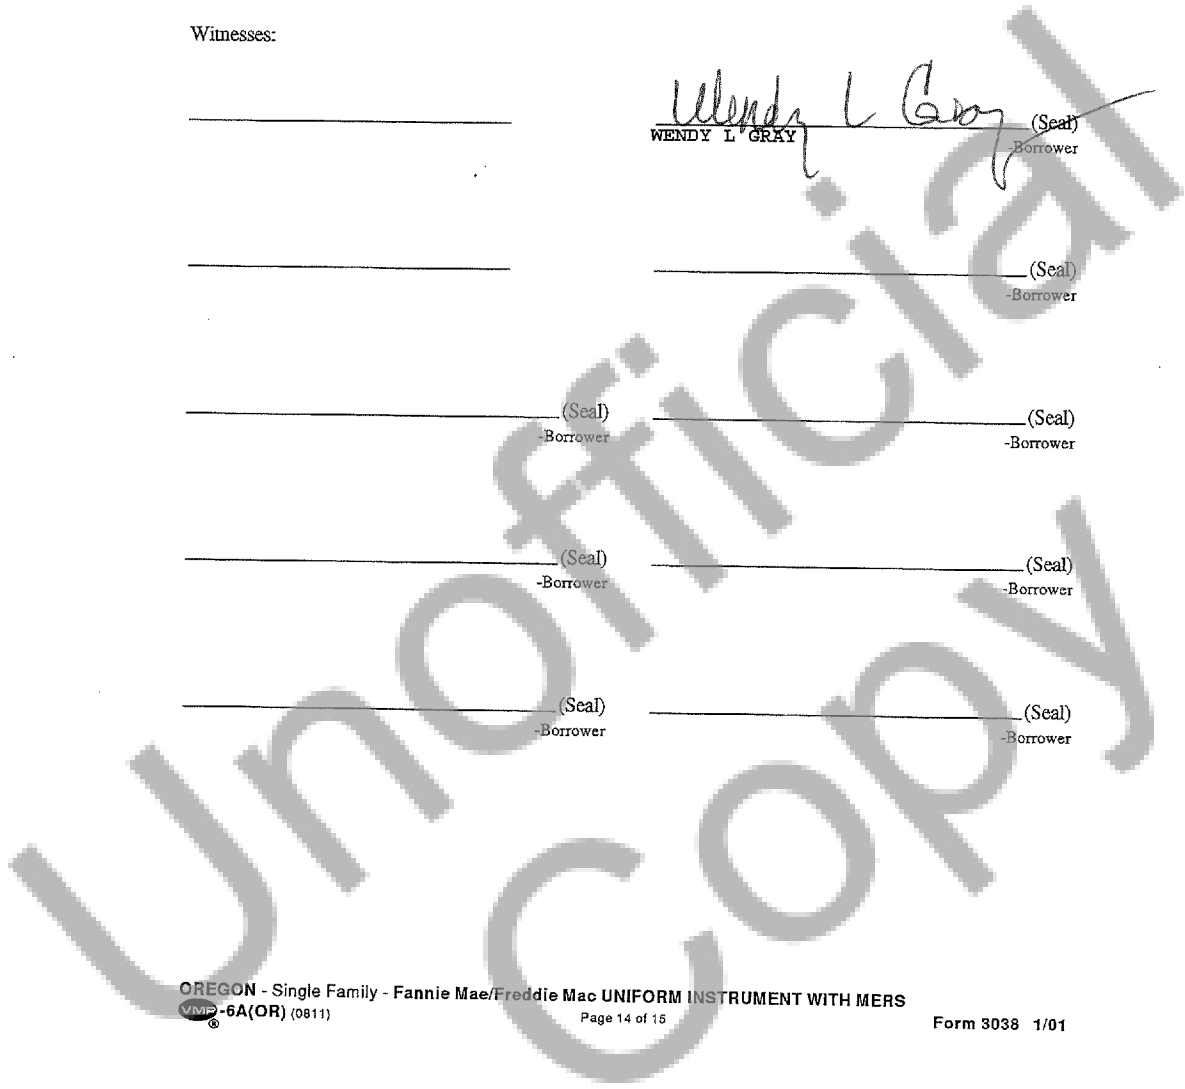 Witnesses:
Wendy L Gray
(Seal)
WENDY L GRAY
-Borrower
(Seal)
-Borrower
(Seal)
-Borrower
(Seal)
-Borrower
(Seal)
-Borrower
(Seal)
-Borrower
(Seal)
-Borrower
(Seal)
-Borrower
Unofficial
Copy
OREGON - Single Family - Fannie Mae/Freddie Mac UNIFORM INSTRUMENT WITH MERS
VMP ® -6A(OR) (0811)
Page 14 of 15
Form 3038 1/01